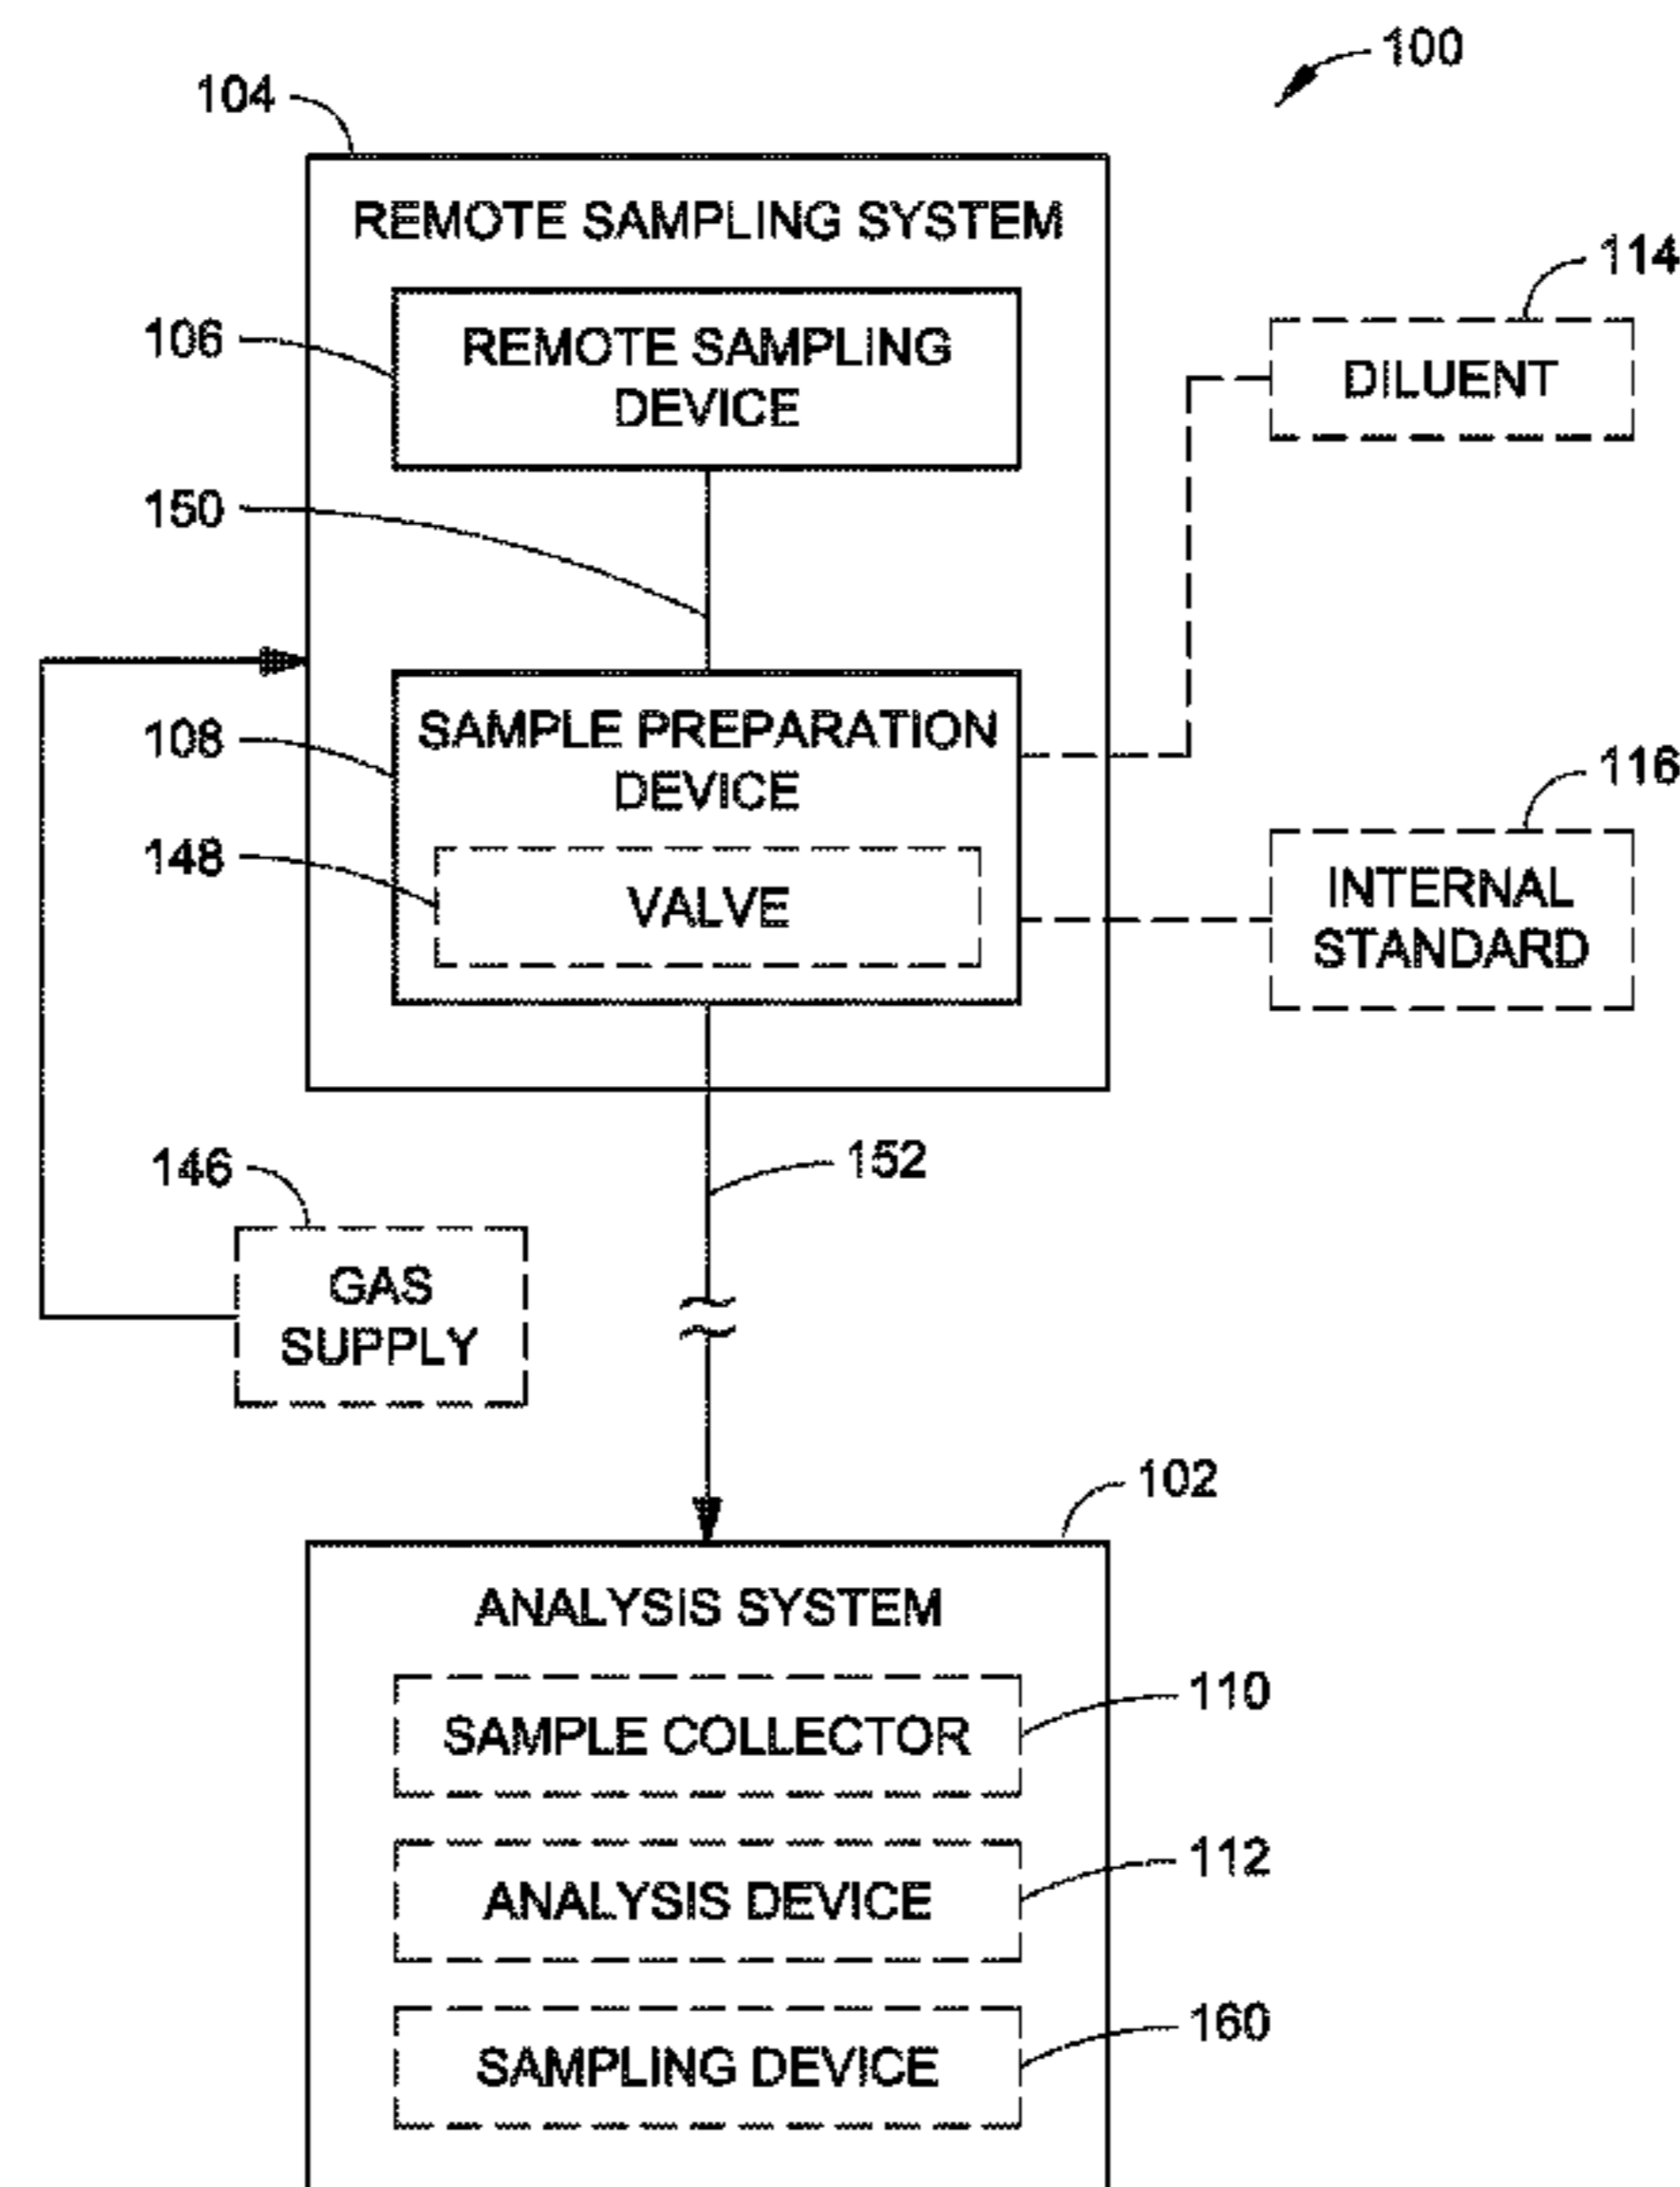 100
104
REMOTE SAMPLING SYSTEM
114
106
REMOTE SAMPLING
DEVICE
DILUENT
150
108
SAMPLE PREPARATION
DEVICE
116
148
VALVE
INTERNAL
STANDARD
146
152
GAS
SUPPLY
102
ANALYSIS SYSTEM
110
SAMPLE COLLECTOR
112
ANALYSIS DEVICE
160
SAMPLING DEVICE